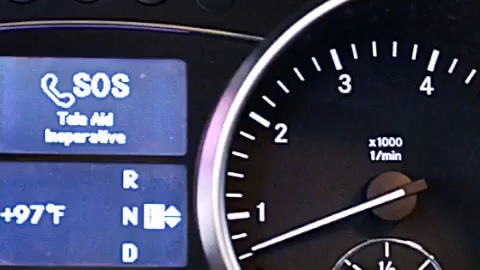 SOS
Tele Aid
Inoperative
R
+97°F N
D
1
2
3
4
x1000
1/min